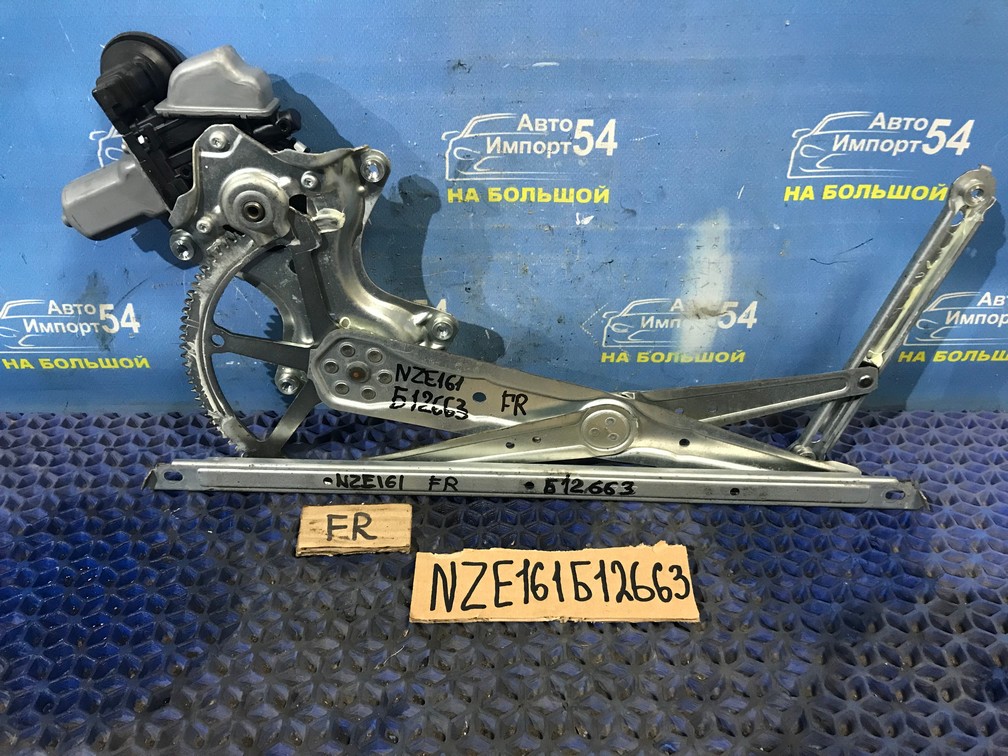 Авто
Импорт54
НА БОЛЬШОЙ
Авто
Импорт54
НА БОЛЬШОЙ
Авто
Импорт54
НА БОЛЬШОЙ
Авто
Импорт54
НА БОЛЬШОЙ
Авто
Импорт
НА БОЛЬШОЙ
NZE161
Б12663
FR
NZE161 FR Б12663
FR
NZE161Б12663